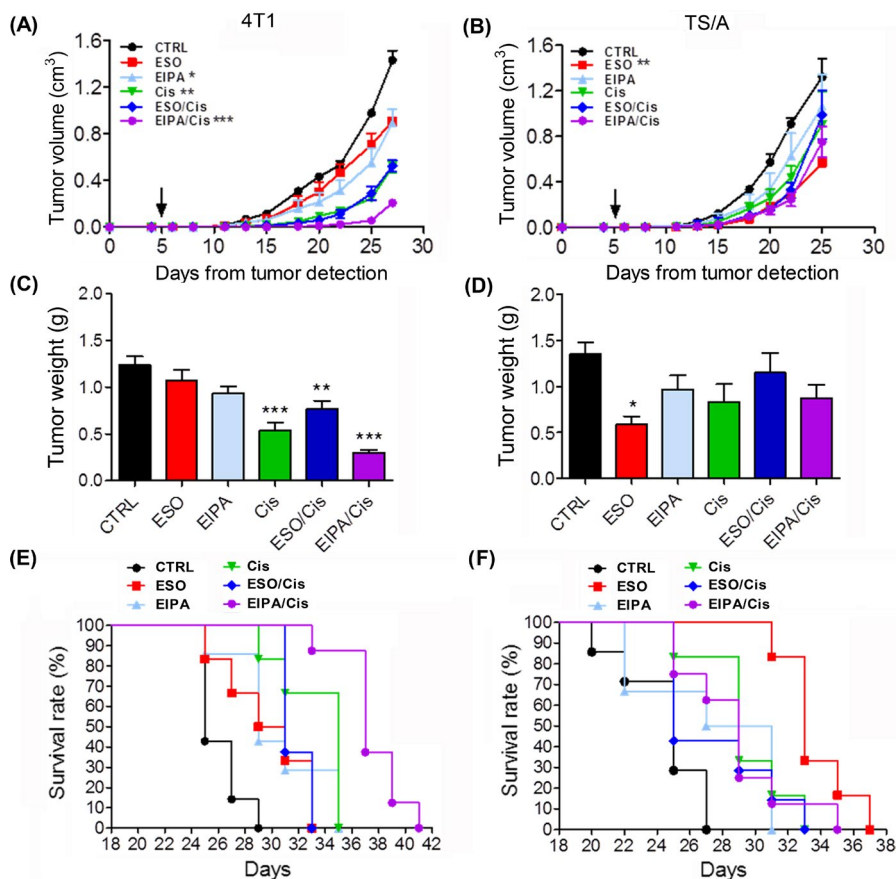 (A) 4T1
Tumor volume (cm³)
1.6
1.2
0.8
0.4
0.0
CTRL
ESO
EIPA *
Cis **
ESO/Cis
EIPA/Cis ***
0 5 10 15 20 25 30
Days from tumor detection
(B) TS/A
Tumor volume (cm³)
1.6
1.2
0.8
0.4
0.0
CTRL
ESO **
EIPA
Cis
ESO/Cis
EIPA/Cis
0 5 10 15 20 25 30
Days from tumor detection
(C)
Tumor weight (g)
2.0
1.5
1.0
0.5
0.0
***
**
***
CTRL ESO EIPA Cis ESO/Cis EIPA/Cis
(D)
Tumor weight (g)
2.0
1.5
1.0
0.5
0.0
*
CTRL ESO EIPA Cis ESO/Cis EIPA/Cis
(E)
CTRL Cis
ESO ESO/Cis
EIPA EIPA/Cis
Survival rate (%)
100
90
80
70
60
50
40
30
20
10
0
18 20 22 24 26 28 30 32 34 36 38 40 42
Days
(F)
CTRL Cis
ESO ESO/Cis
EIPA EIPA/Cis
Survival rate (%)
100
90
80
70
60
50
40
30
20
10
0
18 20 22 24 26 28 30 32 34 36 38
Days